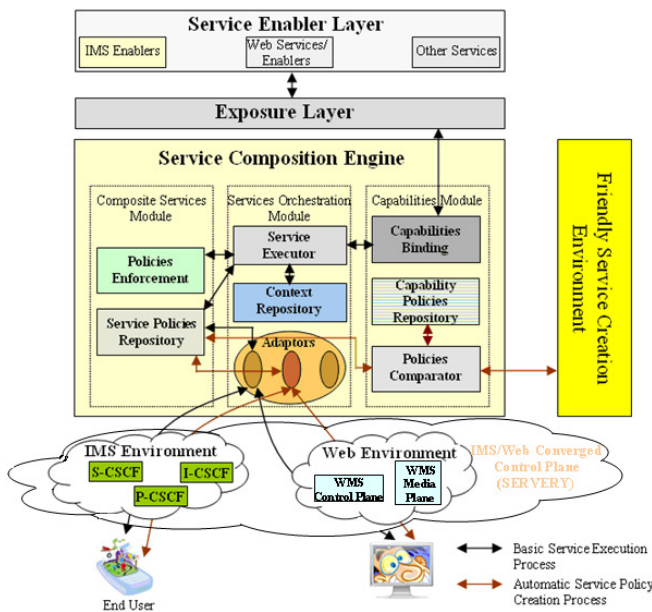 Service Enabler Layer
IMS Enablers
Web Services/
Enablers
Other Services
Exposure Layer
Service Composition Engine
Composite Services
Module
Services Orchestration
Module
Capabilities Module
Policies
Enforcement
Service
Executor
Capabilities
Binding
Context
Repository
Capability
Policies
Repository
Service Policies
Repository
Adaptors
Policies
Comparator
Friendly Service Creation
Environment
IMS Environment
S-CSCF
I-CSCF
P-CSCF
Web Environment
WMS
Control Plane
WMS
Media
Plane
IMS/Web Converged
Control Plane
(SERVERY)
End User
Basic Service Execution
Process
Automatic Service Policy
Creation Process